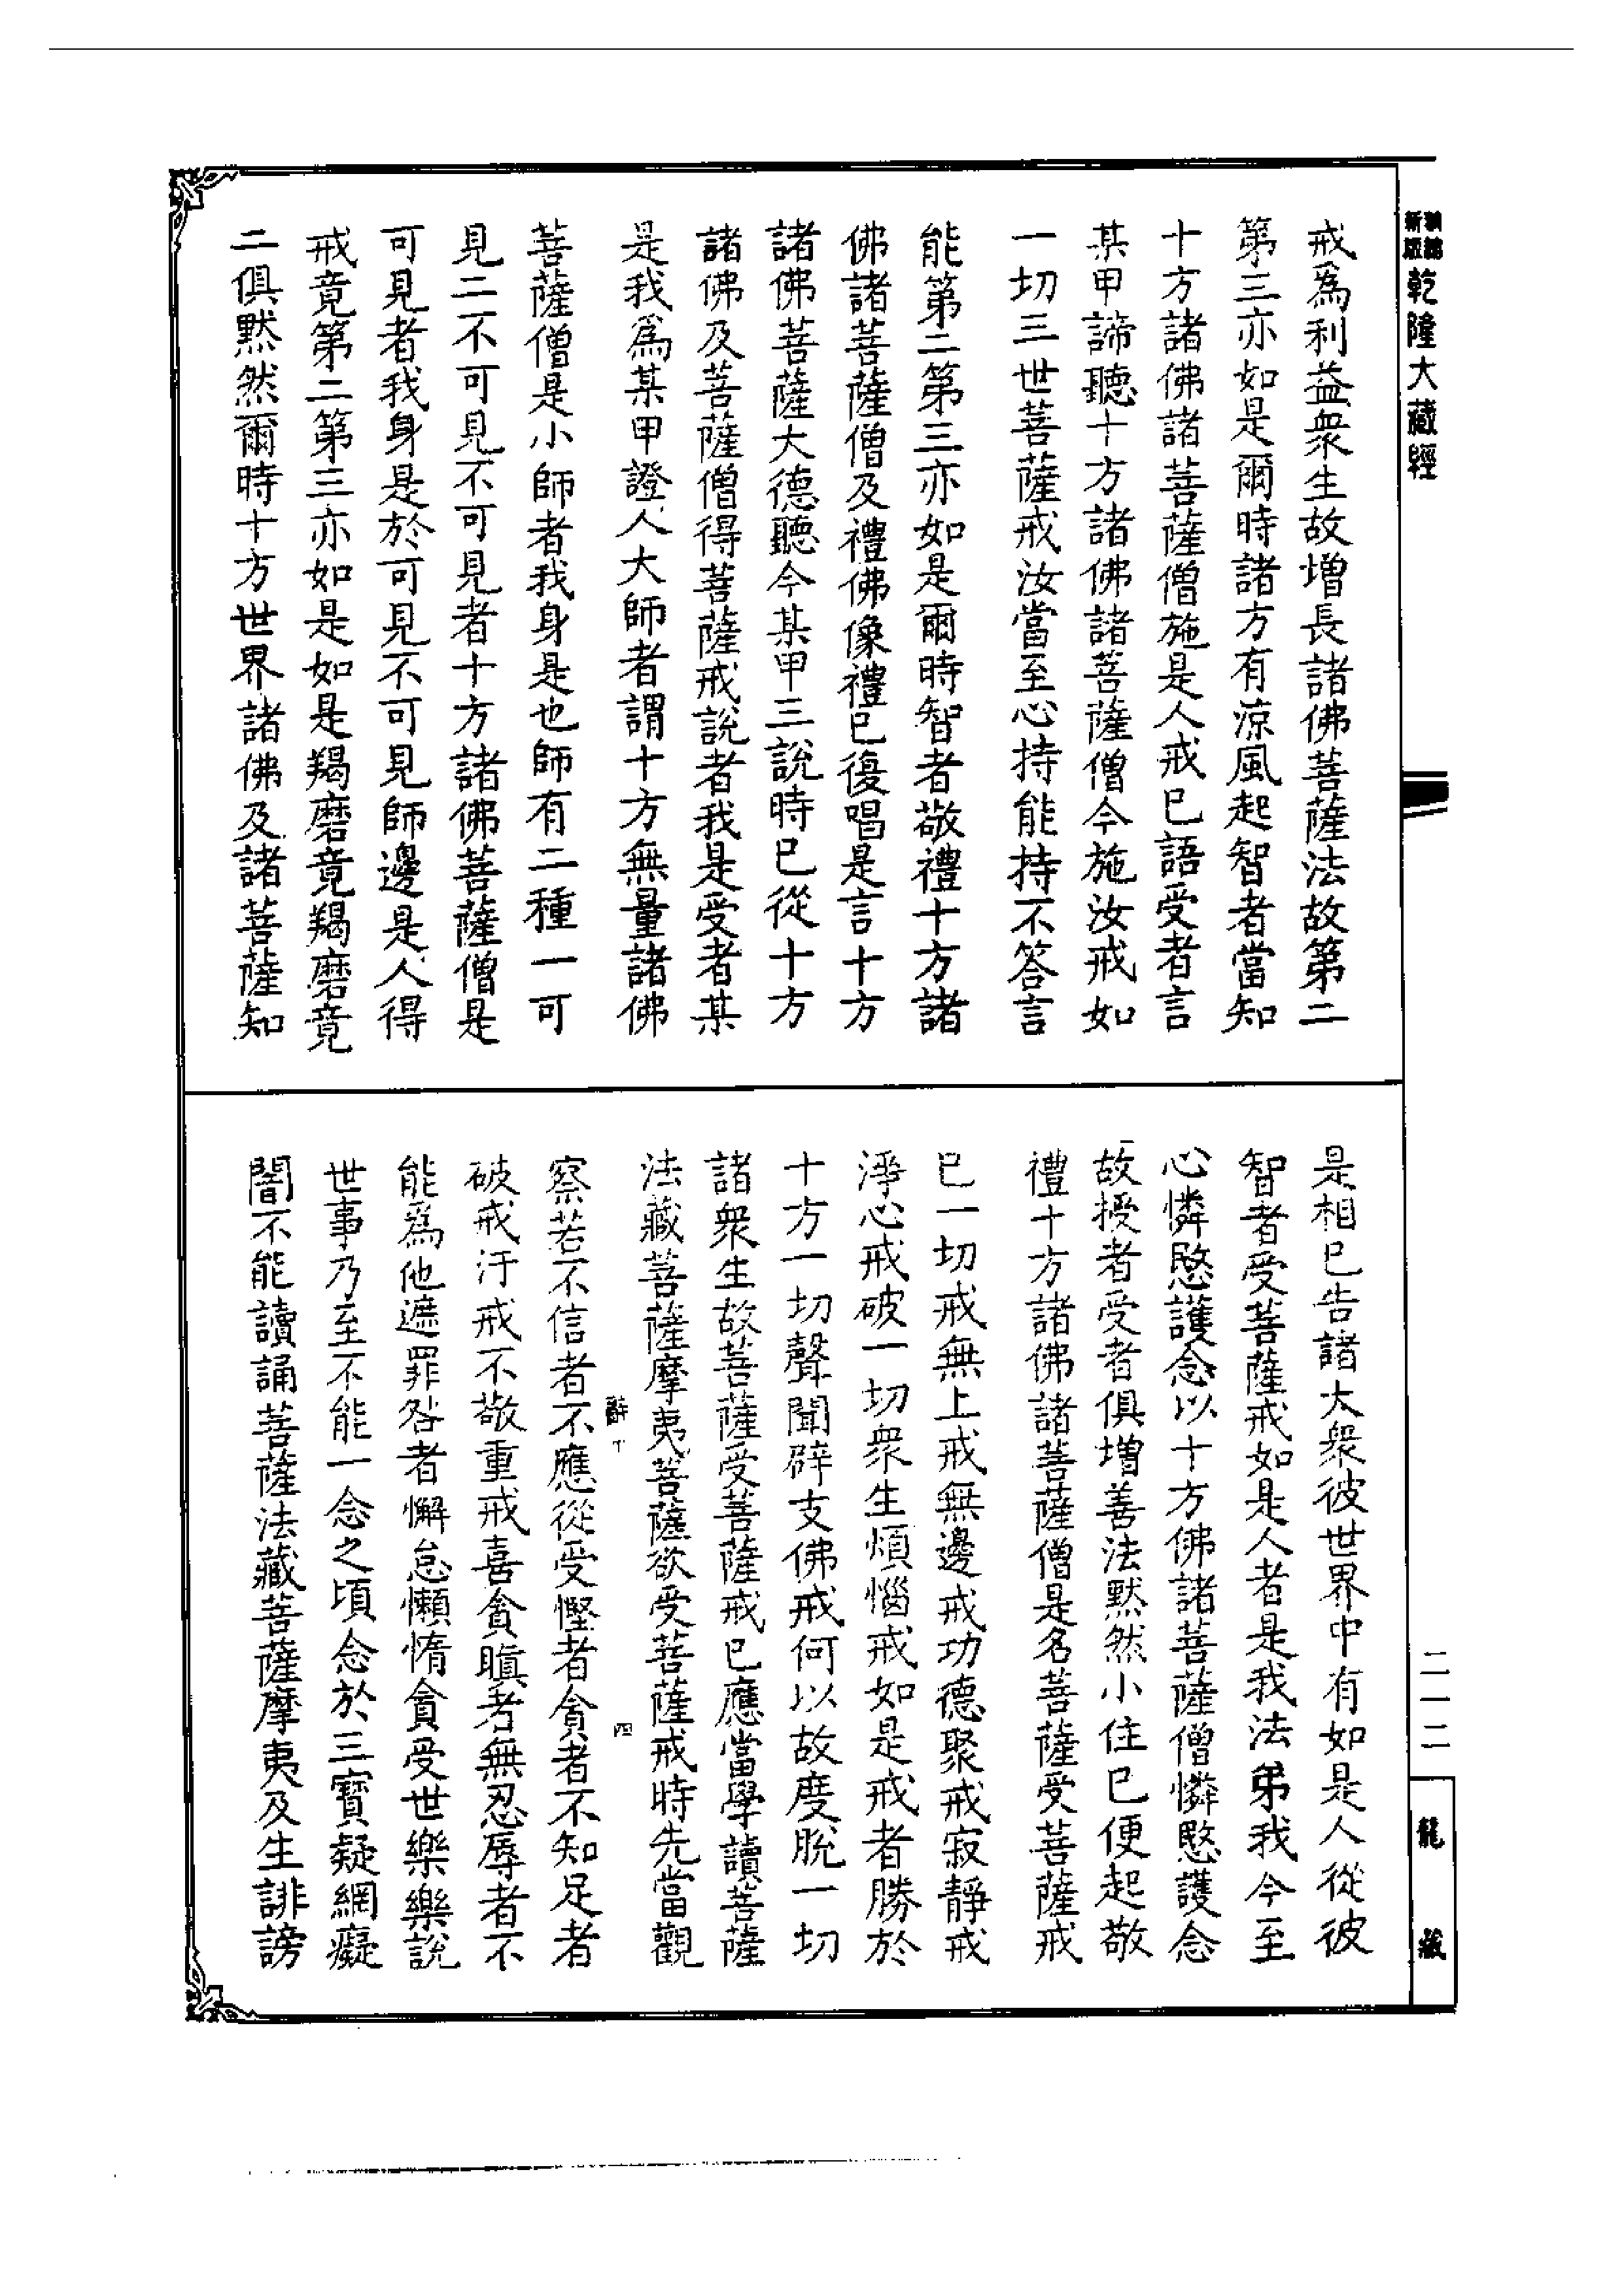 新編
新版
乾隆大藏經
戒爲利益衆生故增長諸佛菩薩法故第二
第三亦如是爾時諸方有涼風起智者當知
十方諸佛諸菩薩僧施是人戒已語受者言
某甲諦聽十方諸佛諸菩薩僧今施汝戒如
一切三世菩薩戒汝當至心持能持不答言
能第二第三亦如是爾時智者敬禮十方諸
佛諸菩薩僧及禮佛像禮已復唱是言十方
諸佛菩薩大德聽今某甲三說時已從十方
諸佛及菩薩僧得菩薩戒說者我是受者某
是我爲某甲證人大師者謂十方無量諸佛
菩薩僧是小師者我身是也師有二種一可
見二不可見不可見者十方諸佛菩薩僧是
可見者我身是於可見不可見師邊是人得
戒竟第二第三亦如是如是羯磨竟羯磨竟
二俱默然爾時十方世界諸佛及諸菩薩知
是相已告諸大衆彼世界中有如是人從彼
智者受菩薩戒如是人者是我法弟我今至
心憐愍護念以十方佛諸菩薩僧憐愍護念
故授者受者俱增善法默然小住已便起敬
禮十方諸佛諸菩薩僧是名菩薩受菩薩戒
已一切戒無上戒無邊戒功德聚戒寂靜戒
淨心戒破一切衆生煩惱戒如是戒者勝於
十方一切聲聞辟支佛戒何以故度脫一切
諸衆生故菩薩受菩薩戒已應當學讀菩薩
法藏菩薩摩夷菩薩欲受菩薩戒時先當觀
四
察若不信者不應從受慳者貪者不知足者
破戒汙戒不敬重戒喜貪瞋者無忍辱者不
能爲他遮罪咎者懈怠懶惰貪受世樂樂說
世事乃至不能一念之頃念於三寶疑網癡
闇不能讀誦菩薩法藏菩薩摩夷及生誹謗
二一二
龍藏